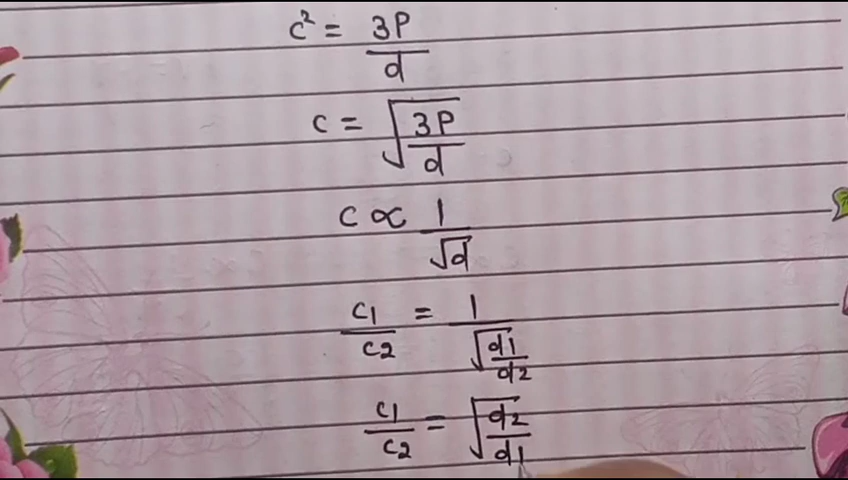 c² = 3P/d
c = √(3P/d)
c ∝ 1/√d
c1/c2 = 1/√(d1/d2)
c1/c2 = √(d2/d1)